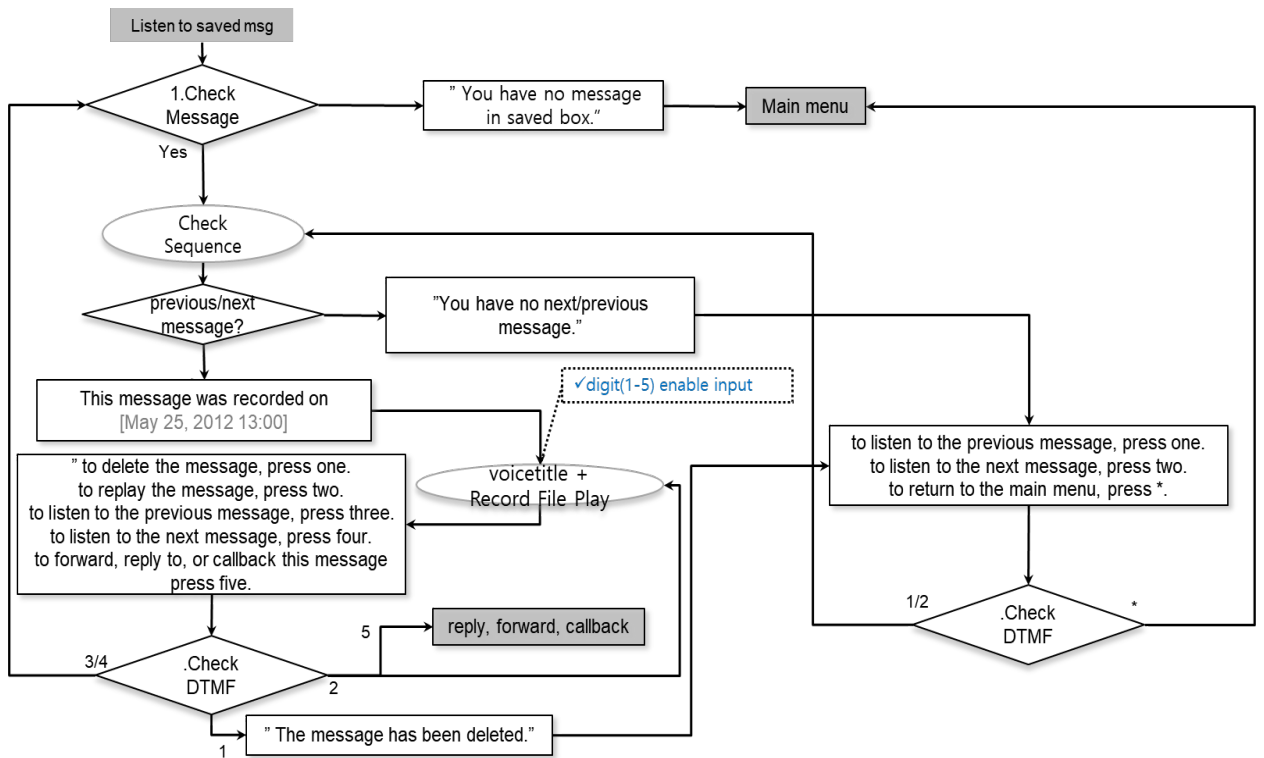 Listen to saved msg
1.Check
Message
” You have no message
in saved box.“
Main menu
Yes
Check
Sequence
previous/next
message?
”You have no next/previous
message.”
✓digit(1-5) enable input
This message was recorded on
[May 25, 2012 13:00]
voicetitle +
Record File Play
” to delete the message, press one.
to replay the message, press two.
to listen to the previous message, press three.
to listen to the next message, press four.
to forward, reply to, or callback this message
press five.
to listen to the previous message, press one.
to listen to the next message, press two.
to return to the main menu, press *.
1/2
.Check
DTMF
*
5
reply, forward, callback
3/4
.Check
DTMF
2
1
” The message has been deleted.”